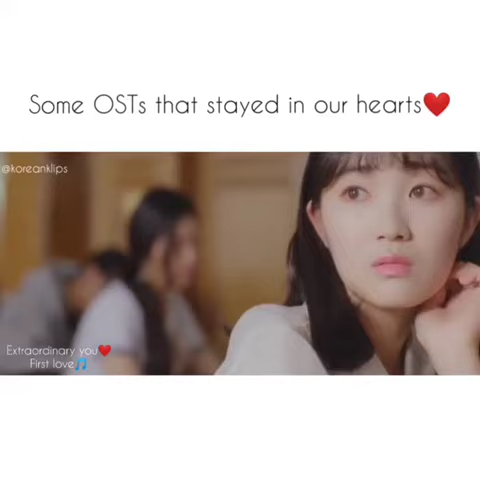 Some OSTs that stayed in our hearts❤️
@koreanklips
Extraordinary you❤️
First love🎵